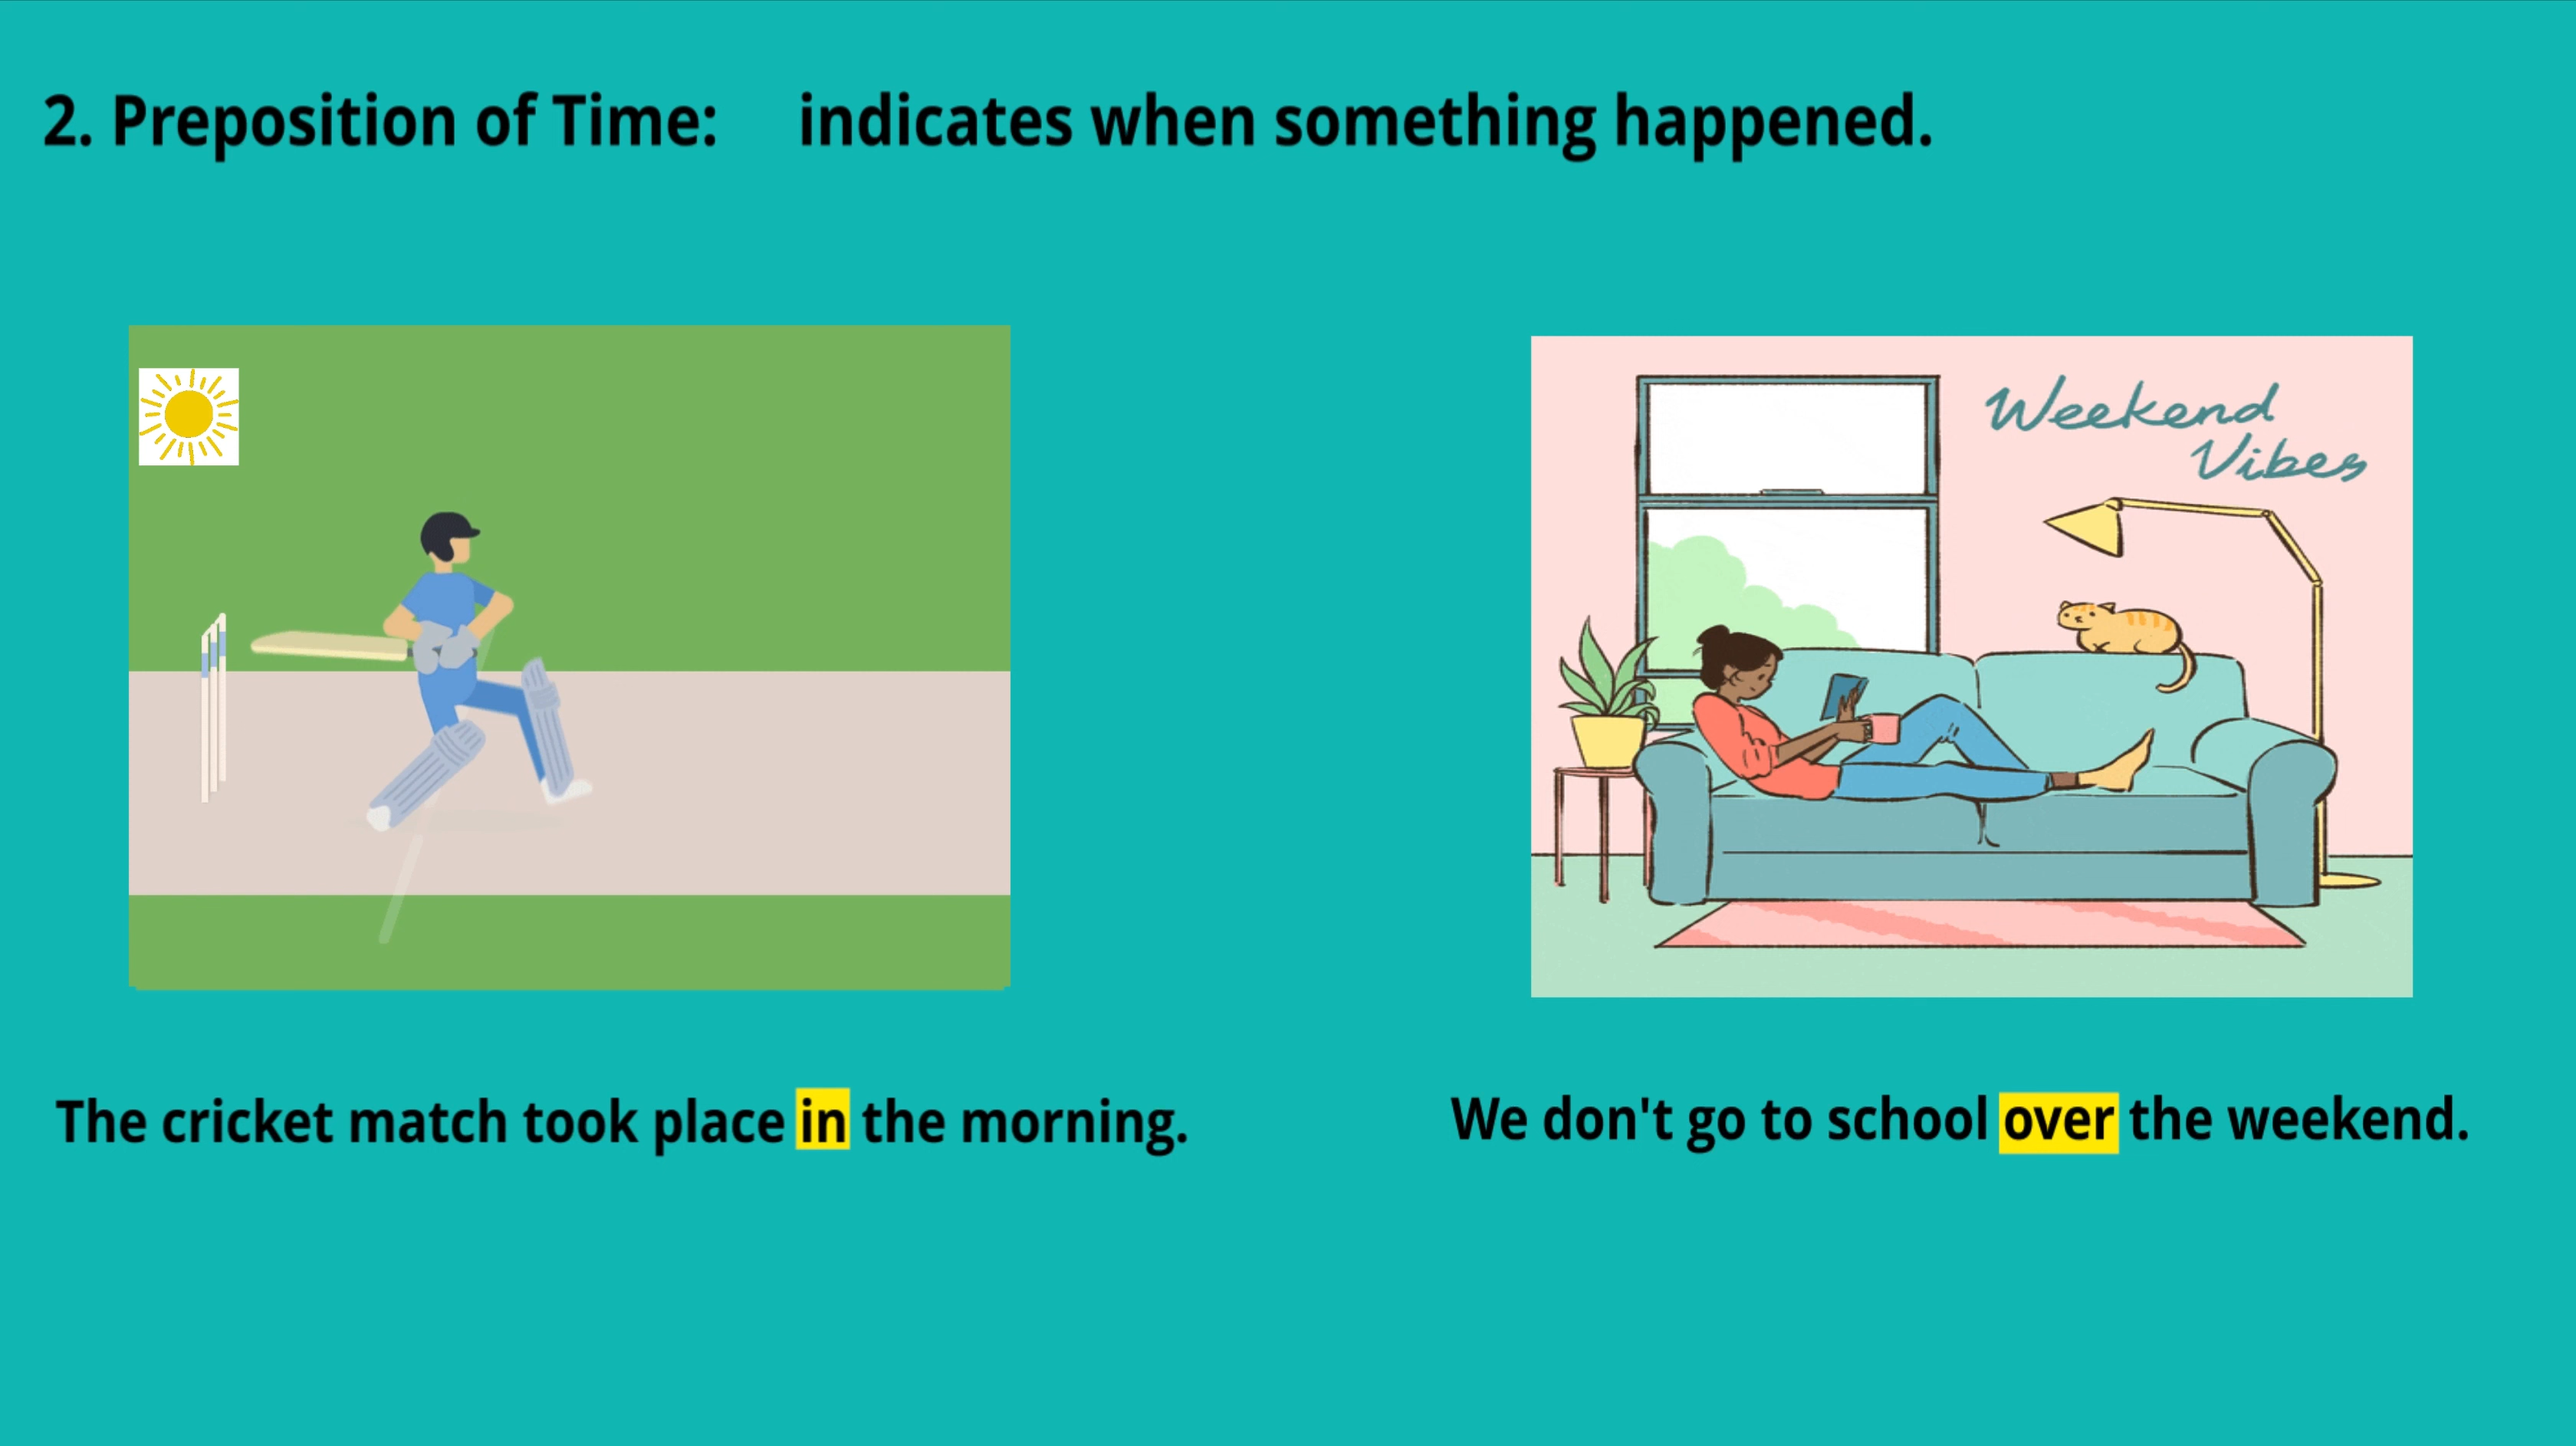 2. Preposition of Time: indicates when something happened.
Weekend
Vibes
The cricket match took place in the morning.
We don't go to school over the weekend.